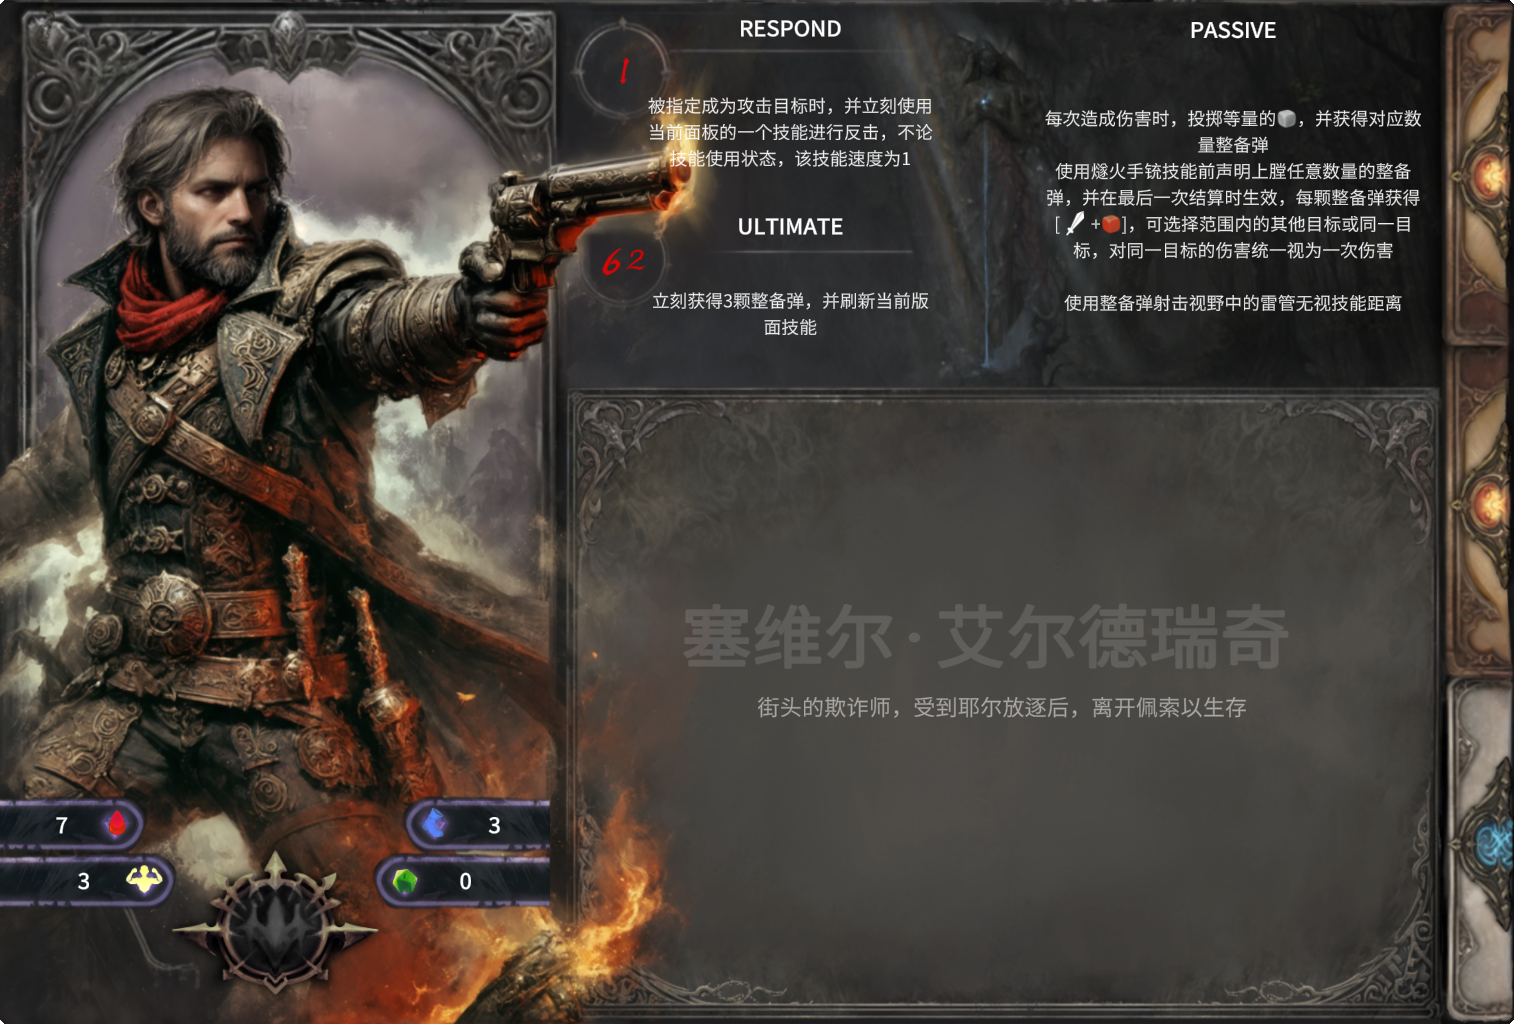 RESPOND
1
被指定成为攻击目标时，并立刻使用
当前面板的一个技能进行反击，不论
技能使用状态，该技能速度为1
ULTIMATE
62
立刻获得3颗整备弹，并刷新当前版
面技能
PASSIVE
每次造成伤害时，投掷等量的，并获得对应数
量整备弹
使用燧火手铳技能前声明上膛任意数量的整备
弹，并在最后一次结算时生效，每颗整备弹获得
[+]，可选择范围内的其他目标或同一目
标，对同一目标的伤害统一视为一次伤害
使用整备弹射击视野中的雷管无视技能距离
塞维尔·艾尔德瑞奇
街头的欺诈师，受到耶尔放逐后，离开佩索以生存
7
3
3
0